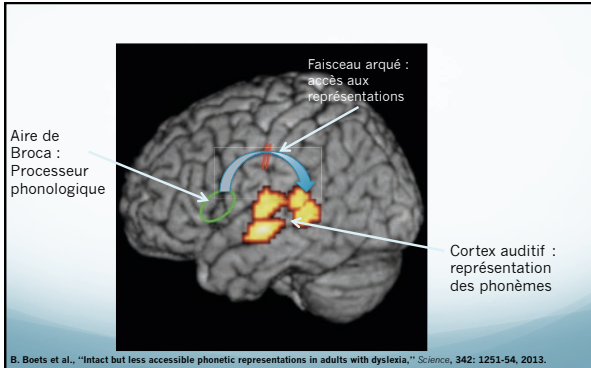 Faisceau arqué :
accès aux
représentations
Aire de
Broca :
Processeur
phonologique
Cortex auditif :
représentation
des phonèmes
B. Boets et al., “Intact but less accessible phonetic representations in adults with dyslexia,” Science, 342: 1251-54, 2013.